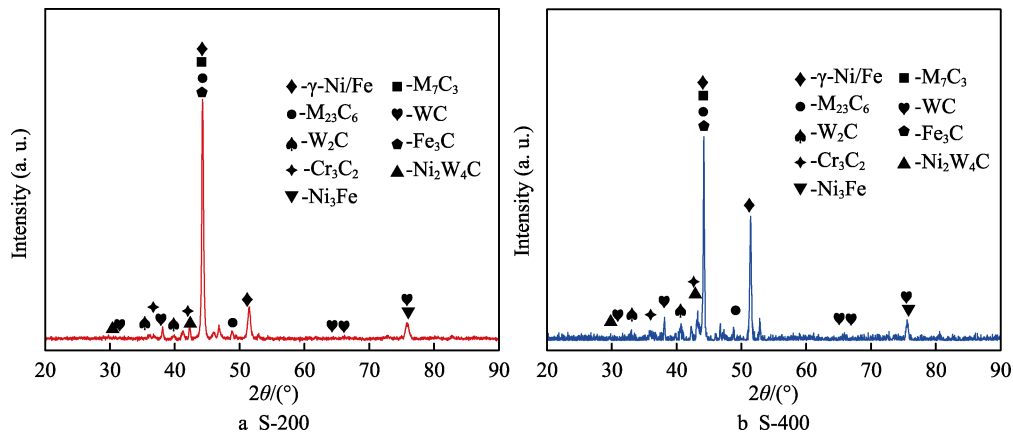 Intensity (a. u.)
-γ-Ni/Fe -M₇C₃
-M₂₃C₆ -WC
-W₂C -Fe₃C
-Cr₃C₂ -Ni₂W₄C
-Ni₃Fe
20 30 40 50 60 70 80 90
2θ/(°)
a S-200
Intensity (a. u.)
-γ-Ni/Fe -M₇C₃
-M₂₃C₆ -WC
-W₂C -Fe₃C
-Cr₃C₂ -Ni₂W₄C
-Ni₃Fe
20 30 40 50 60 70 80 90
2θ/(°)
b S-400